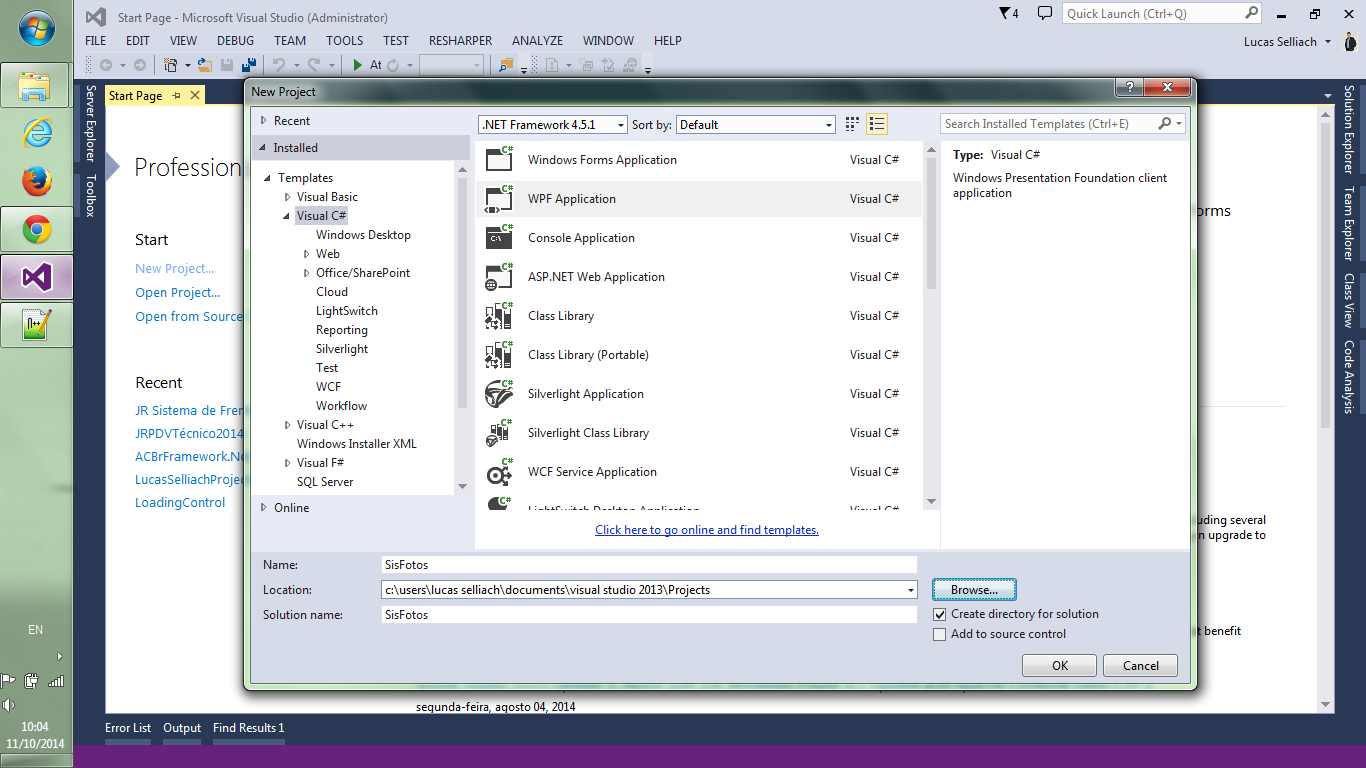 Start Page - Microsoft Visual Studio (Administrator)
4
Quick Launch (Ctrl+Q)
FILE EDIT VIEW DEBUG TEAM TOOLS TEST RESHARPER ANALYZE WINDOW HELP
Lucas Selliach
At
Server Explorer
Toolbox
Start Page
Profession
Start
New Project...
Open Project...
Open from Source
Recent
JR Sistema de Fren
JRPDVTécnico2014
ACBrFramework.Ne
LucasSelliachProjec
LoadingControl
New Project
?
Recent
Installed
Templates
Visual Basic
Visual C#
Windows Desktop
Web
Office/SharePoint
Cloud
LightSwitch
Reporting
Silverlight
Test
WCF
Workflow
Visual C++
Windows Installer XML
Visual F#
SQL Server
Online
.NET Framework 4.5.1 Sort by: Default
Search Installed Templates (Ctrl+E)
Windows Forms Application Visual C#
WPF Application Visual C#
Console Application Visual C#
ASP.NET Web Application Visual C#
Class Library Visual C#
Class Library (Portable) Visual C#
Silverlight Application Visual C#
Silverlight Class Library Visual C#
WCF Service Application Visual C#
LightSwitch Desktop Application Visual C#
Click here to go online and find templates.
Type: Visual C#
Windows Presentation Foundation client
application
Name: SisFotos
Location: c:\users\lucas selliach\documents\visual studio 2013\Projects
Browse...
Solution name: SisFotos
Create directory for solution
Add to source control
OK Cancel
orms
uding several
n upgrade to
t benefit
segunda-feira, agosto 04, 2014
Solution Explorer
Team Explorer
Class View
Code Analysis
Error List Output Find Results 1
EN
10:04
11/10/2014